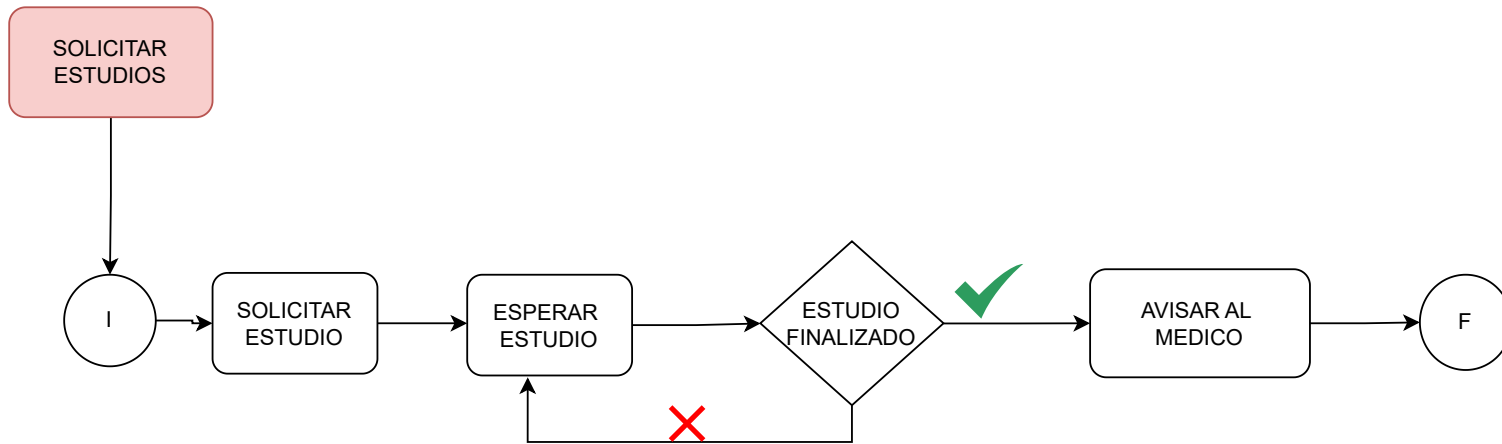 SOLICITAR
ESTUDIOS
I
SOLICITAR
ESTUDIO
ESPERAR
ESTUDIO
ESTUDIO
FINALIZADO
AVISAR AL
MEDICO
F